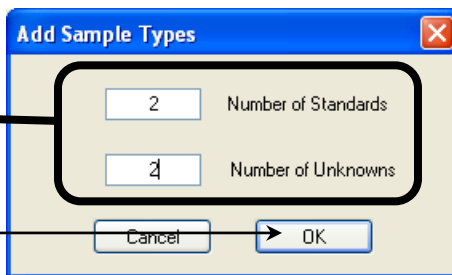 Add Sample Types
2 Number of Standards
2 Number of Unknowns
Cancel OK